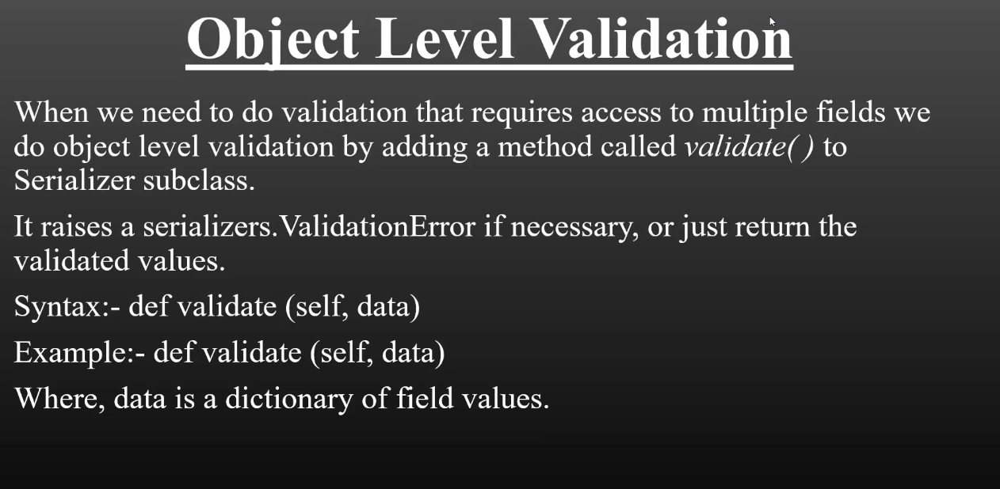 Object Level Validation
When we need to do validation that requires access to multiple fields we
do object level validation by adding a method called validate( ) to
Serializer subclass.
It raises a serializers.ValidationError if necessary, or just return the
validated values.
Syntax:- def validate (self, data)
Example:- def validate (self, data)
Where, data is a dictionary of field values.